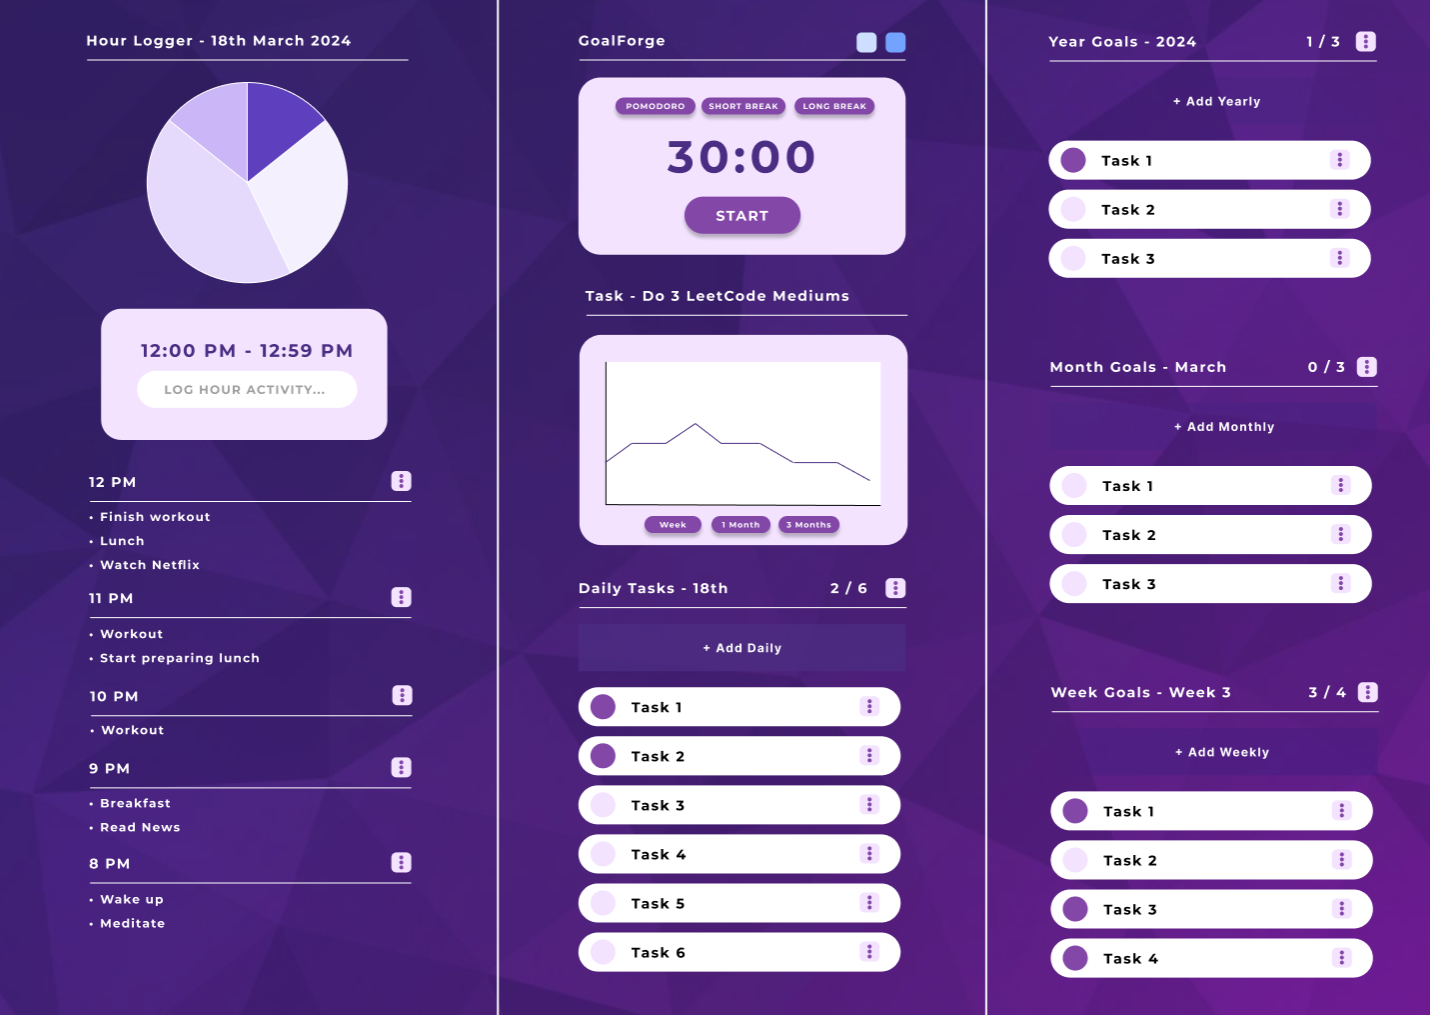 Hour Logger - 18th March 2024
12:00 PM - 12:59 PM
LOG HOUR ACTIVITY...
12 PM
• Finish workout
• Lunch
• Watch Netflix
11 PM
• Workout
• Start preparing lunch
10 PM
• Workout
9 PM
• Breakfast
• Read News
8 PM
• Wake up
• Meditate
GoalForge
POMODORO SHORT BREAK LONG BREAK
30:00
START
Task - Do 3 LeetCode Mediums
Week 1 Month 3 Months
Daily Tasks - 18th 2 / 6
+ Add Daily
Task 1
Task 2
Task 3
Task 4
Task 5
Task 6
Year Goals - 2024 1 / 3
+ Add Yearly
Task 1
Task 2
Task 3
Month Goals - March 0 / 3
+ Add Monthly
Task 1
Task 2
Task 3
Week Goals - Week 3 3 / 4
+ Add Weekly
Task 1
Task 2
Task 3
Task 4